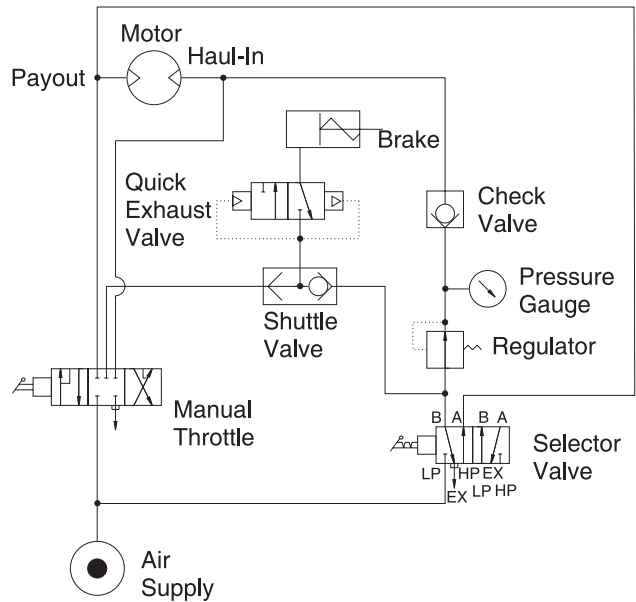 Motor
Haul-In
Payout
Brake
Quick
Exhaust
Valve
Check
Valve
Pressure
Gauge
Shuttle
Valve
Regulator
Manual
Throttle
B A B A
Selector
Valve
LP HP EX
EX LP HP
Air
Supply